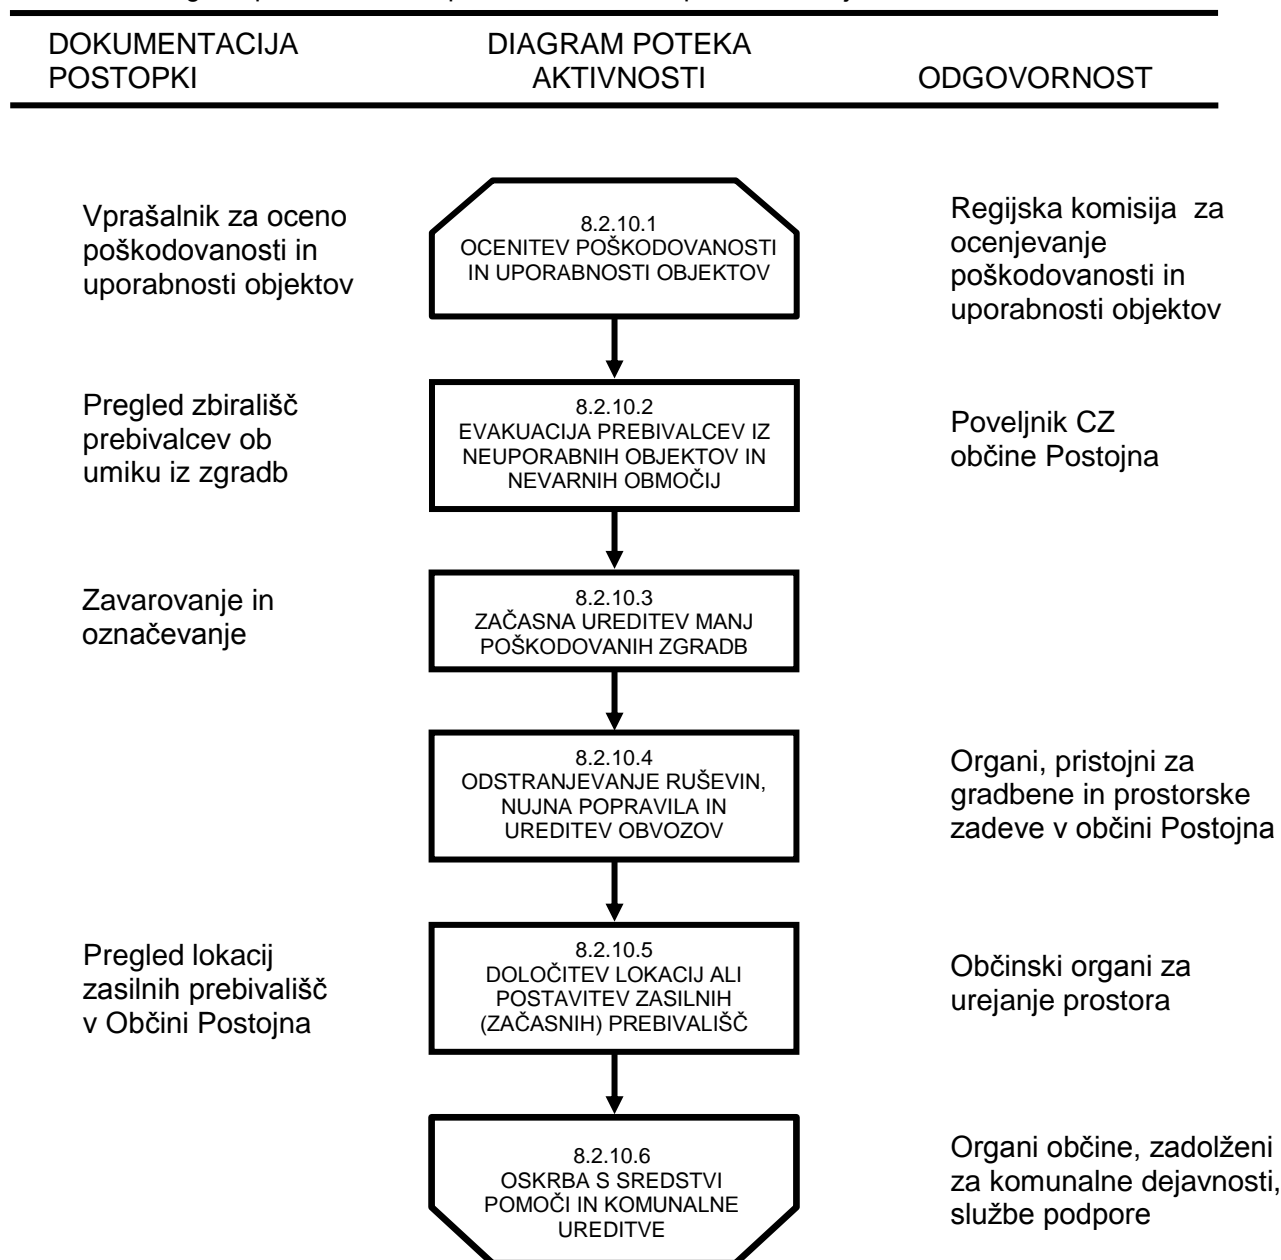 DOKUMENTACIJA
POSTOPKI
DIAGRAM POTEKA
AKTIVNOSTI
ODGOVORNOST
Vprašalnik za oceno
poškodovanosti in
uporabnosti objektov
8.2.10.1
OCENITEV POŠKODOVANOSTI
IN UPORABNOSTI OBJEKTOV
Regijska komisija za
ocenjevanje
poškodovanosti in
uporabnosti objektov
Pregled zbirališč
prebivalcev ob
umiku iz zgradb
8.2.10.2
EVAKUACIJA PREBIVALCEV IZ
NEUPORABNIH OBJEKTOV IN
NEVARNIH OBMOČIJ
Poveljnik CZ
občine Postojna
Zavarovanje in
označevanje
8.2.10.3
ZAČASNA UREDITEV MANJ
POŠKODOVANIH ZGRADB
8.2.10.4
ODSTRANJEVANJE RUŠEVIN,
NUJNA POPRAVILA IN
UREDITEV OBVOZOV
Organi, pristojni za
gradbene in prostorske
zadeve v občini Postojna
Pregled lokacij
zasilnih prebivališč
v Občini Postojna
8.2.10.5
DOLOČITEV LOKACIJ ALI
POSTAVITEV ZASILNIH
(ZAČASNIH) PREBIVALIŠČ
Občinski organi za
urejanje prostora
8.2.10.6
OSKRBA S SREDSTVI
POMOČI IN KOMUNALNE
UREDITVE
Organi občine, zadolženi
za komunalne dejavnosti,
službe podpore